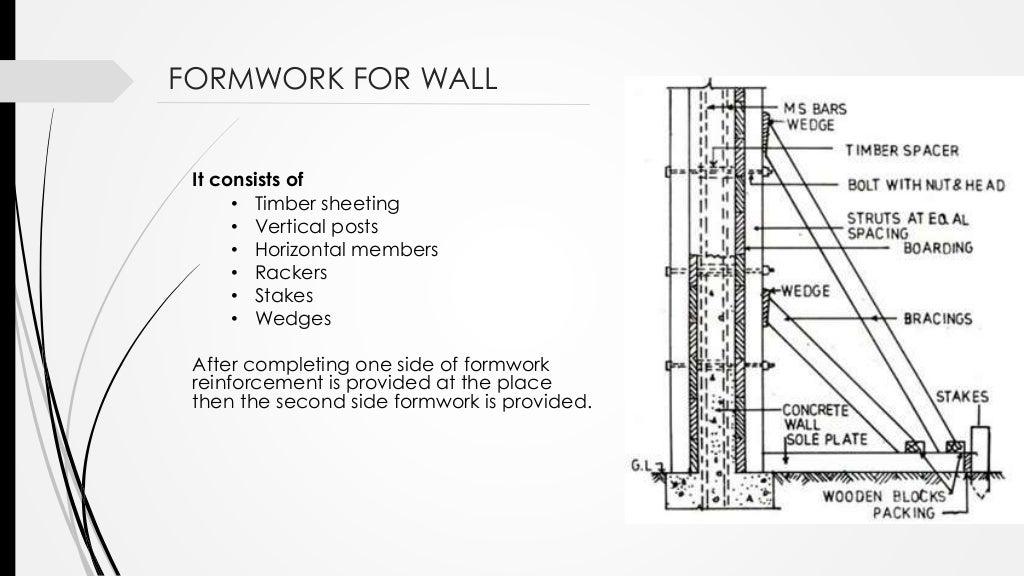 FORMWORK FOR WALL
It consists of
• Timber sheeting
• Vertical posts
• Horizontal members
• Rackers
• Stakes
• Wedges
After completing one side of formwork
reinforcement is provided at the place
then the second side formwork is provided.
MS BARS
WEDGE
TIMBER SPACER
BOLT WITH NUT & HEAD
STRUTS AT EQAL
SPACING
BOARDING
WEDGE
BRACINGS
STAKES
CONCRETE
WALL
SOLE PLATE
G.L
WOODEN BLOCKS
PACKING